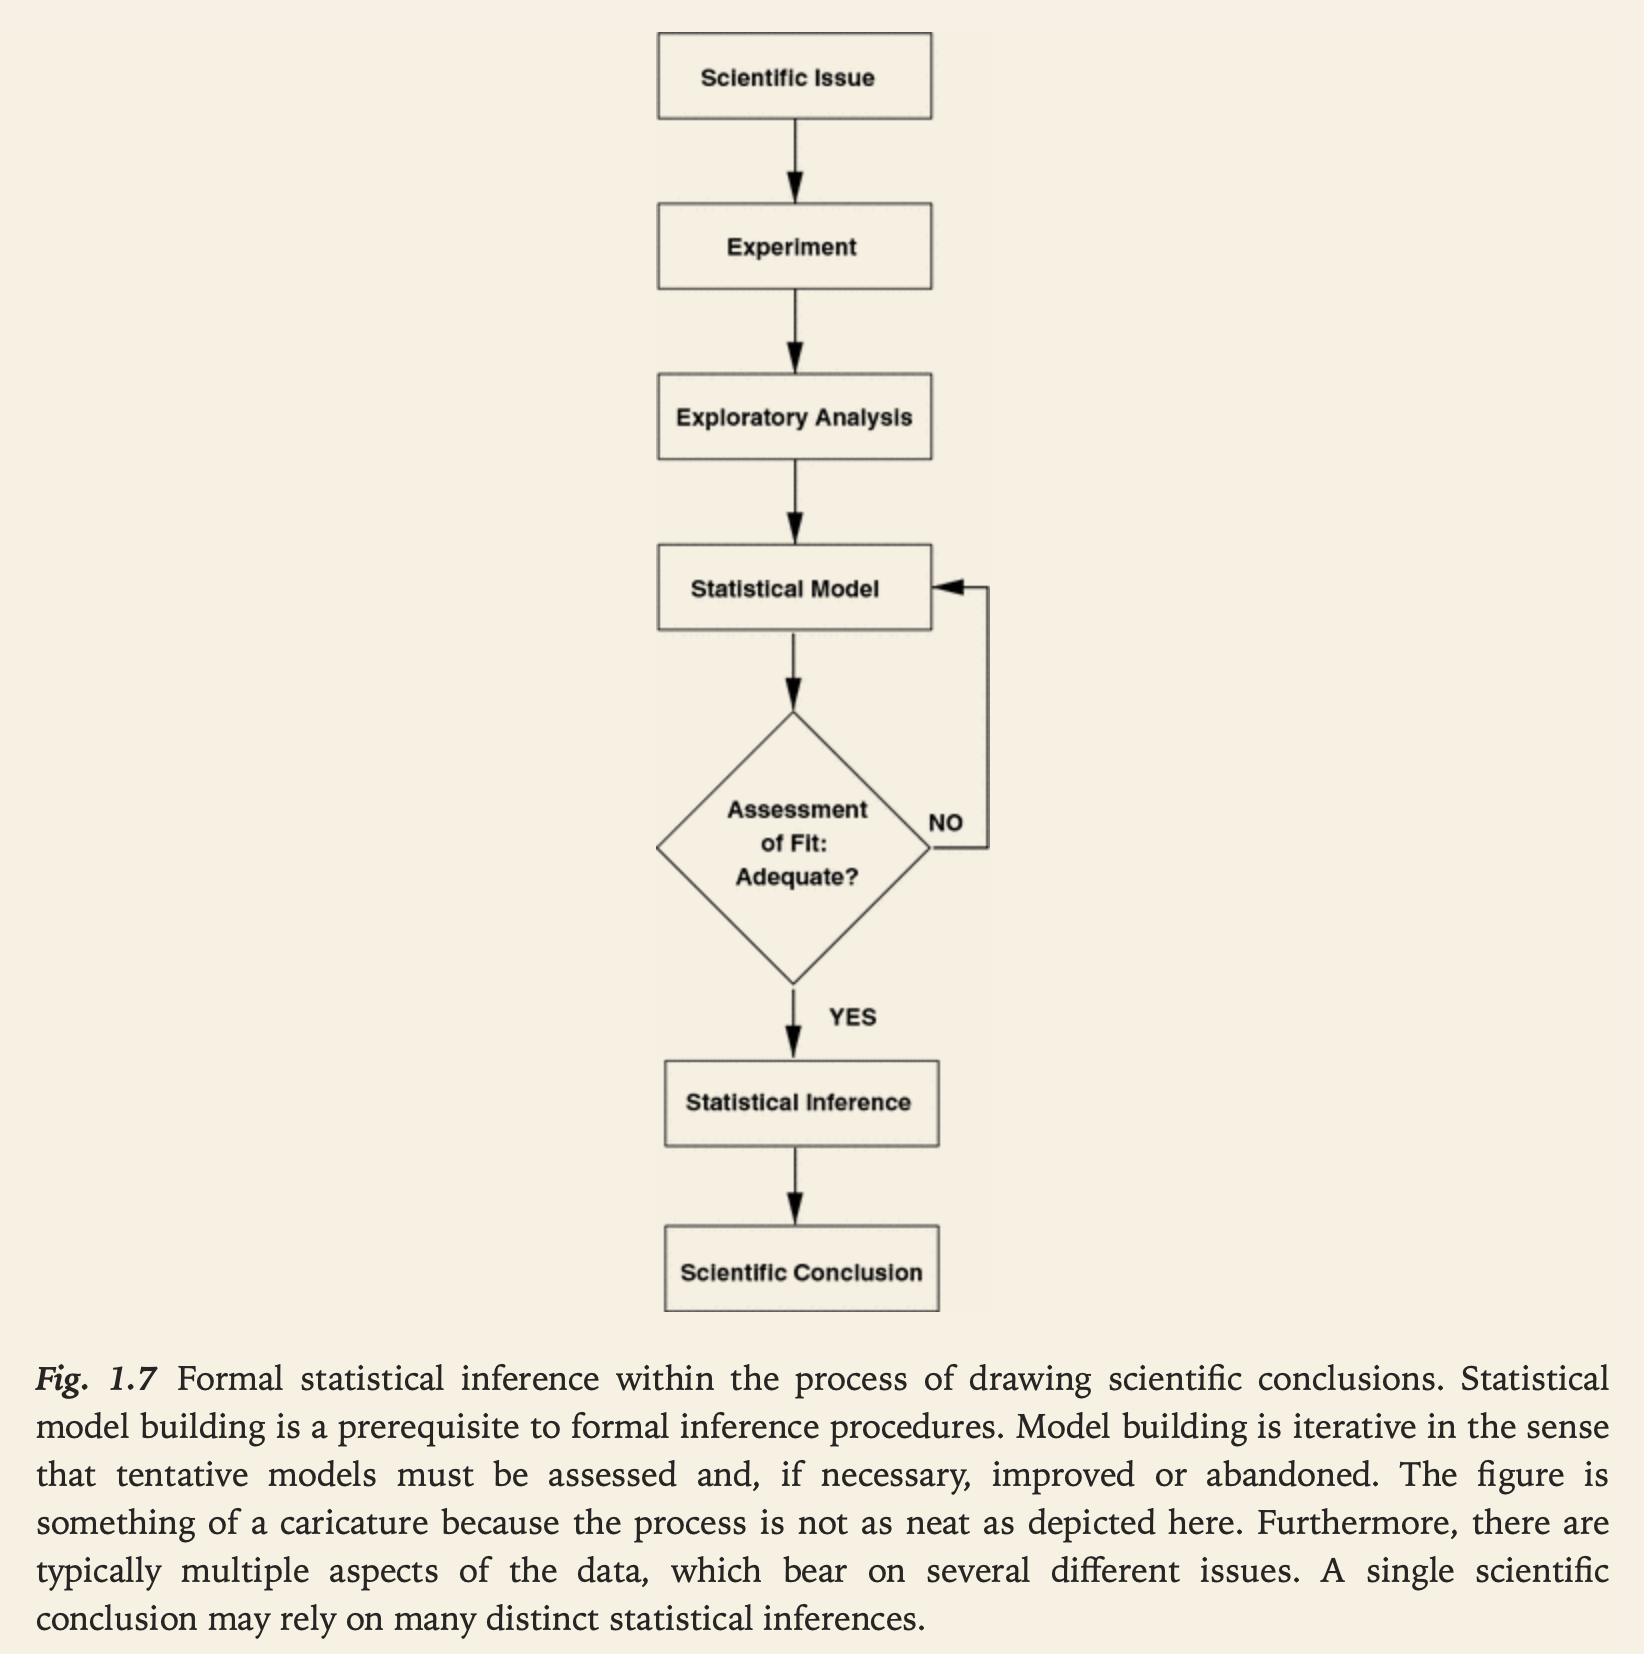 Scientific Issue
Experiment
Exploratory Analysis
Statistical Model
Assessment
of Fit:
Adequate?
NO
YES
Statistical Inference
Scientific Conclusion
Fig. 1.7 Formal statistical inference within the process of drawing scientific conclusions. Statistical
model building is a prerequisite to formal inference procedures. Model building is iterative in the sense
that tentative models must be assessed and, if necessary, improved or abandoned. The figure is
something of a caricature because the process is not as neat as depicted here. Furthermore, there are
typically multiple aspects of the data, which bear on several different issues. A single scientific
conclusion may rely on many distinct statistical inferences.